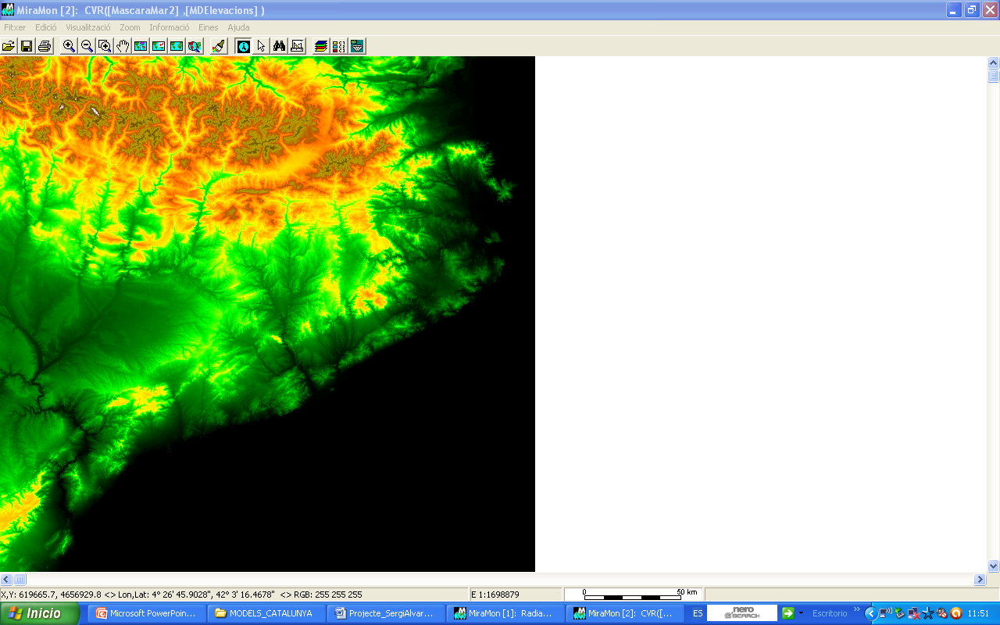 MiraMon [2]: CVR([MascaraMar2] ,[MDElevacions] )
Fitxer Edició Visualització Zoom Informació Eines Ajuda
X,Y: 619665.7, 4656929.8 <> Lon,Lat: 4° 26' 45.9028", 42° 3' 16.4678" <> RGB: 255 255 255
E 1:1698879
0 50 km
Inicio
Microsoft PowerPoin...
MODELS_CATALUNYA
Projecte_SergiAlvar...
MiraMon [1]: Radia...
MiraMon [2]: CVR([...
ES
nero
@SEARCH
Escritorio
11:51